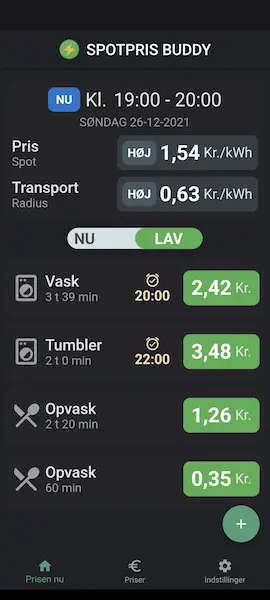 SPOTPRIS BUDDY
NU Kl. 19:00 - 20:00
SØNDAG 26-12-2021
Pris
Spot
HØJ 1,54 Kr./kWh
Transport
Radius
HØJ 0,63 Kr./kWh
NU LAV
Vask
3 t 39 min
20:00
2,42 Kr.
Tumbler
2 t 0 min
22:00
3,48 Kr.
Opvask
2 t 20 min
1,26 Kr.
Opvask
60 min
0,35 Kr.
+
Prisen nu Priser Indstillinger